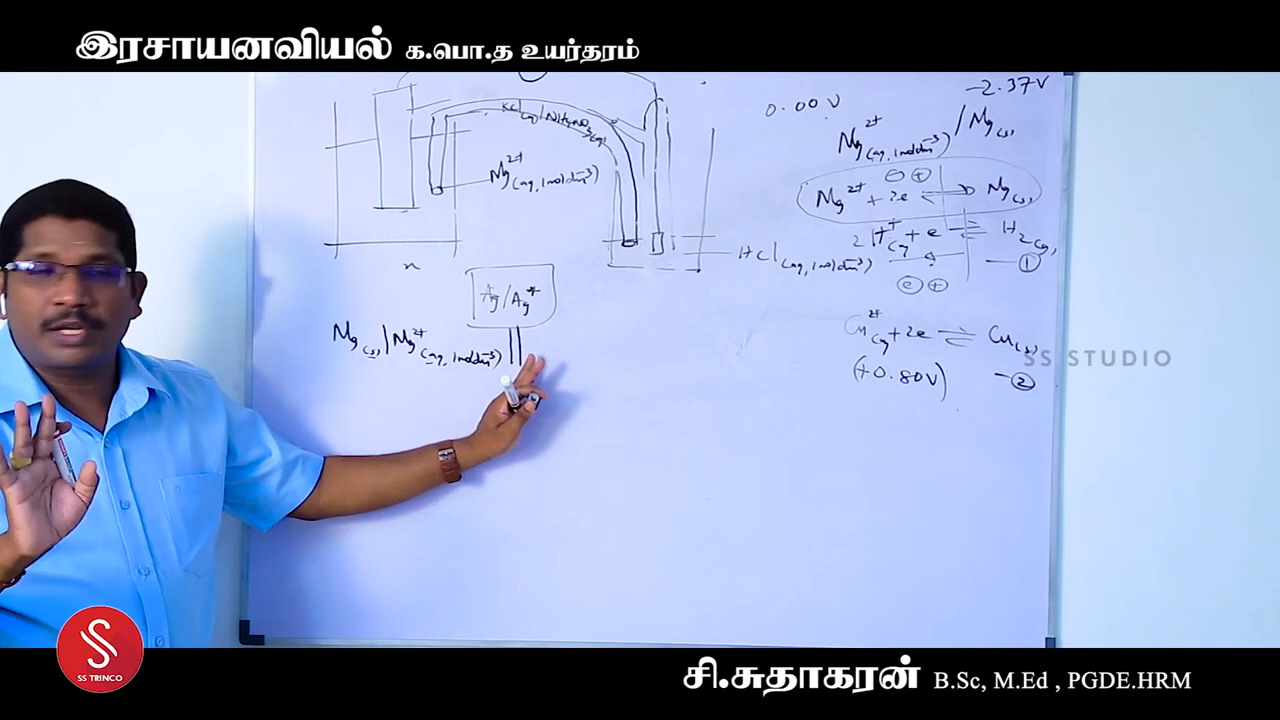 இரசாயனவியல் க.பொ.த உயர்தரம்
-2.37V
0.00 V
Mg²⁺(aq, 1moldm⁻³) / Mg(s)
KCl(aq)
Mg²⁺(aq, 1moldm⁻³)
⊖ ⊕
Mg²⁺ + 2e ⇌ Mg(s)
2H⁺ + e ⇌ H₂(g)
HCl(aq, 1moldm⁻³)
— ①
⊖ ⊕
Ag/Ag⁺
Mg(s) / Mg²⁺(aq, 1moldm⁻³) ||
Cu²⁺ + 2e ⇌ Cu(s)
SS STUDIO
(+0.80V) — ②
SS TRINCO
சி.சுதாகரன் B.Sc, M.Ed , PGDE.HRM